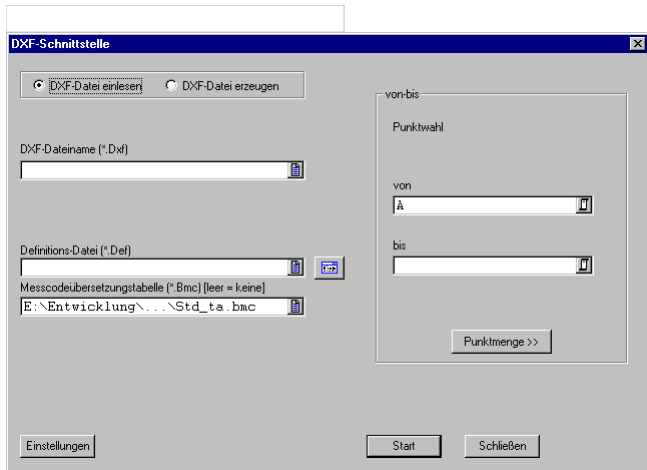 DXF-Schnittstelle
DXF-Datei einlesen DXF-Datei erzeugen
von-bis
Punktwahl
DXF-Dateiname (*.Dxf)
von
A
bis
Definitions-Datei (*.Def)
Messcodeübersetzungstabelle (*.Bmc) [leer = keine]
E:\Entwicklung\...\Std_ta.bmc
Punktmenge >>
Einstellungen Start Schließen